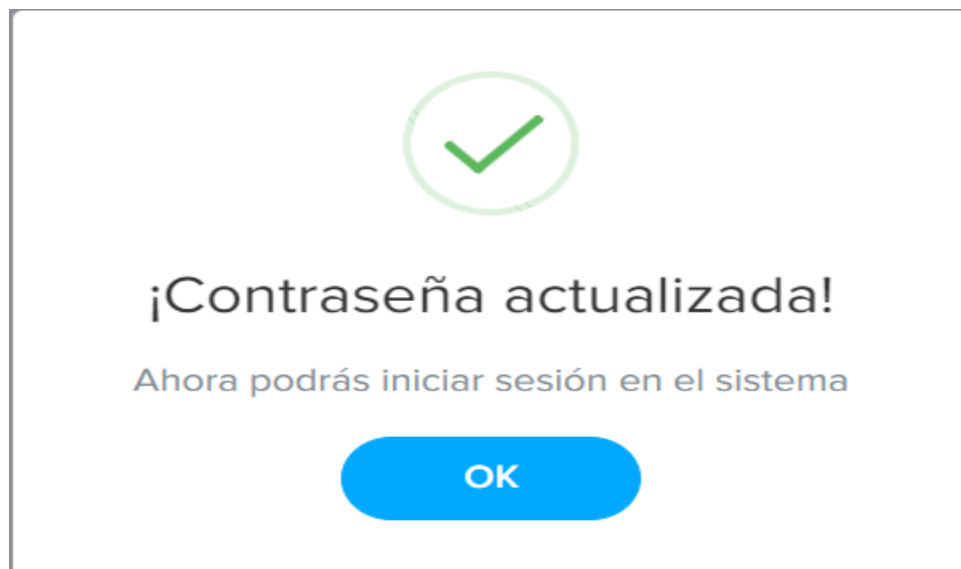 ¡Contraseña actualizada!
Ahora podrás iniciar sesión en el sistema
OK